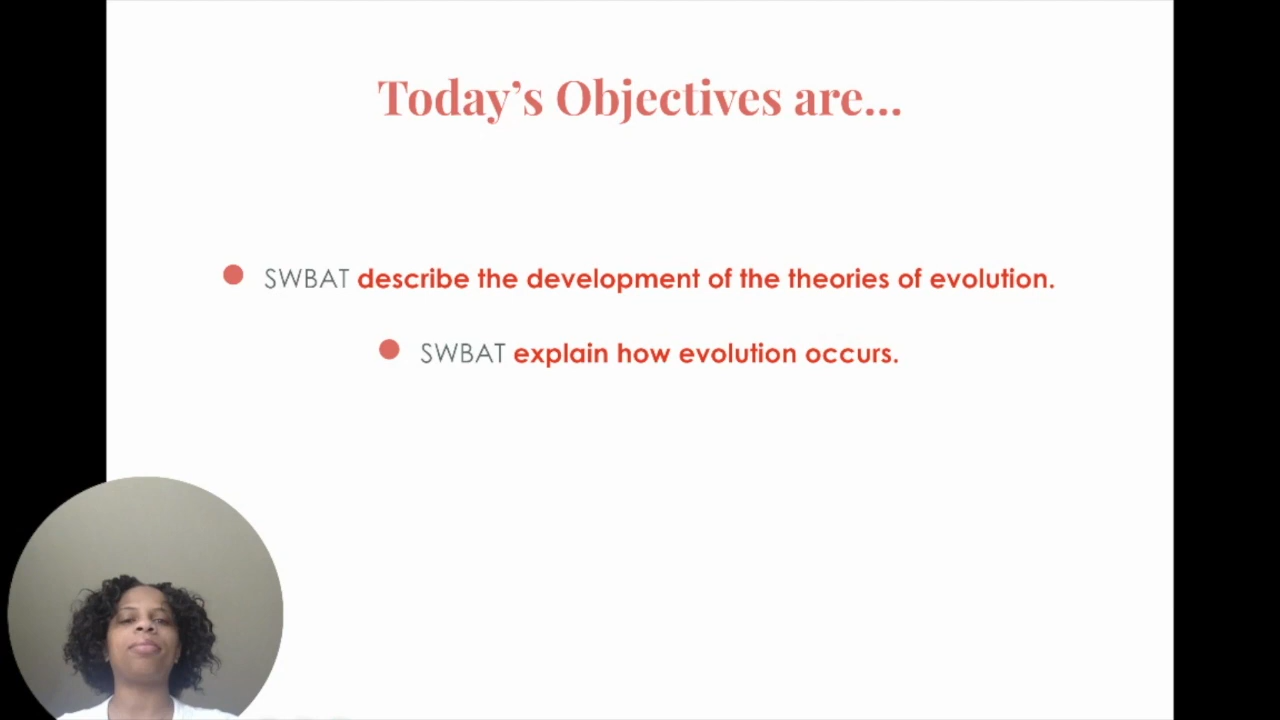 Today’s Objectives are...
SWBAT describe the development of the theories of evolution.
SWBAT explain how evolution occurs.